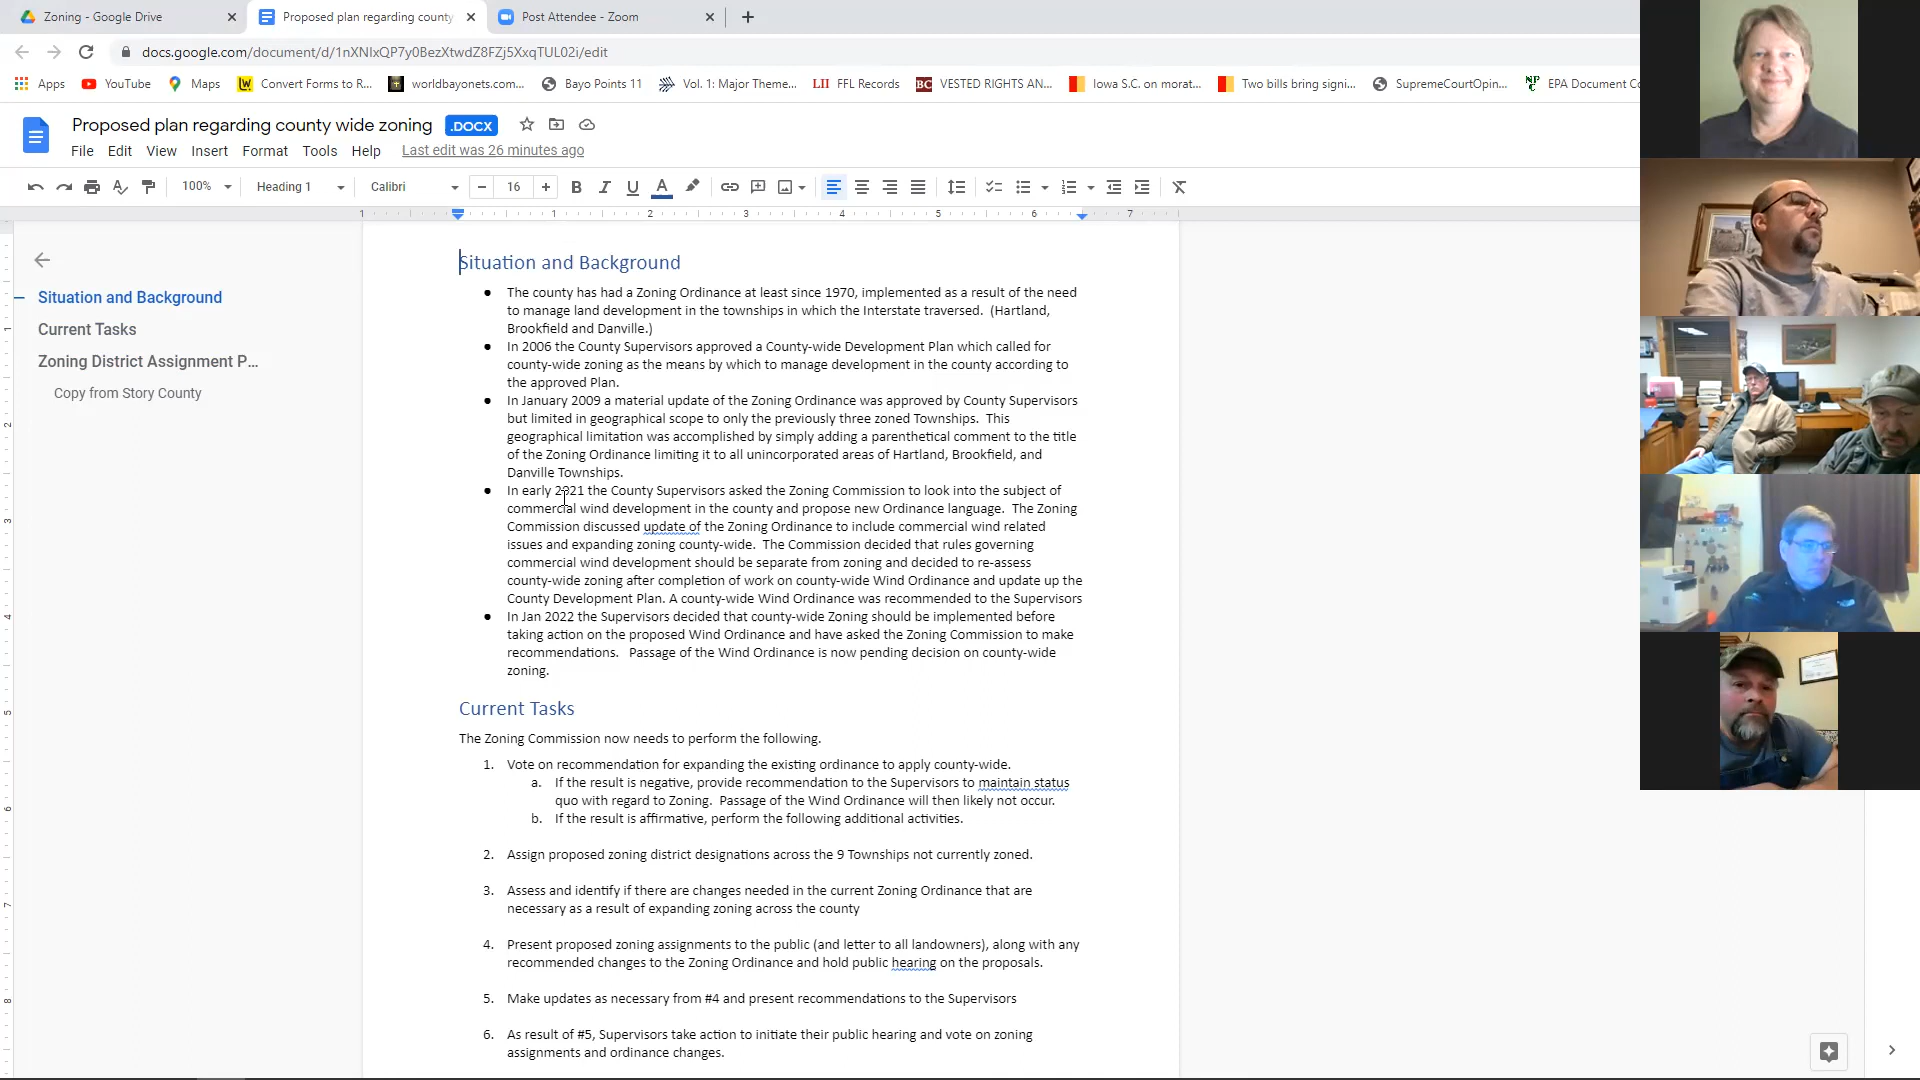 Zoning - Google Drive
Proposed plan regarding county
Post Attendee - Zoom
docs.google.com/document/d/1nXNIxQP7y0BezXtwdZ8FZj5XxqTUL02i/edit
Apps YouTube Maps Convert Forms to R... worldbayonets.com... Bayo Points 11 Vol. 1: Major Theme... LII FFL Records BC VESTED RIGHTS AN... Iowa S.C. on morat... Two bills bring signi... SupremeCourtOpin... EPA Document Co
Proposed plan regarding county wide zoning .DOCX
File Edit View Insert Format Tools Help Last edit was 26 minutes ago
100% Heading 1 Calibri 16
1 1 2 3 4 5 6 7
Situation and Background
Current Tasks
Zoning District Assignment P...
Copy from Story County
Situation and Background
● The county has had a Zoning Ordinance at least since 1970, implemented as a result of the need
to manage land development in the townships in which the Interstate traversed. (Hartland,
Brookfield and Danville.)
● In 2006 the County Supervisors approved a County-wide Development Plan which called for
county-wide zoning as the means by which to manage development in the county according to
the approved Plan.
● In January 2009 a material update of the Zoning Ordinance was approved by County Supervisors
but limited in geographical scope to only the previously three zoned Townships. This
geographical limitation was accomplished by simply adding a parenthetical comment to the title
of the Zoning Ordinance limiting it to all unincorporated areas of Hartland, Brookfield, and
Danville Townships.
● In early 2021 the County Supervisors asked the Zoning Commission to look into the subject of
commercial wind development in the county and propose new Ordinance language. The Zoning
Commission discussed update of the Zoning Ordinance to include commercial wind related
issues and expanding zoning county-wide. The Commission decided that rules governing
commercial wind development should be separate from zoning and decided to re-assess
county-wide zoning after completion of work on county-wide Wind Ordinance and update up the
County Development Plan. A county-wide Wind Ordinance was recommended to the Supervisors
● In Jan 2022 the Supervisors decided that county-wide Zoning should be implemented before
taking action on the proposed Wind Ordinance and have asked the Zoning Commission to make
recommendations. Passage of the Wind Ordinance is now pending decision on county-wide
zoning.
Current Tasks
The Zoning Commission now needs to perform the following.
1. Vote on recommendation for expanding the existing ordinance to apply county-wide.
a. If the result is negative, provide recommendation to the Supervisors to maintain status
quo with regard to Zoning. Passage of the Wind Ordinance will then likely not occur.
b. If the result is affirmative, perform the following additional activities.
2. Assign proposed zoning district designations across the 9 Townships not currently zoned.
3. Assess and identify if there are changes needed in the current Zoning Ordinance that are
necessary as a result of expanding zoning across the county
4. Present proposed zoning assignments to the public (and letter to all landowners), along with any
recommended changes to the Zoning Ordinance and hold public hearing on the proposals.
5. Make updates as necessary from #4 and present recommendations to the Supervisors
6. As result of #5, Supervisors take action to initiate their public hearing and vote on zoning
assignments and ordinance changes.
1
2
3
4
5
6
7
8